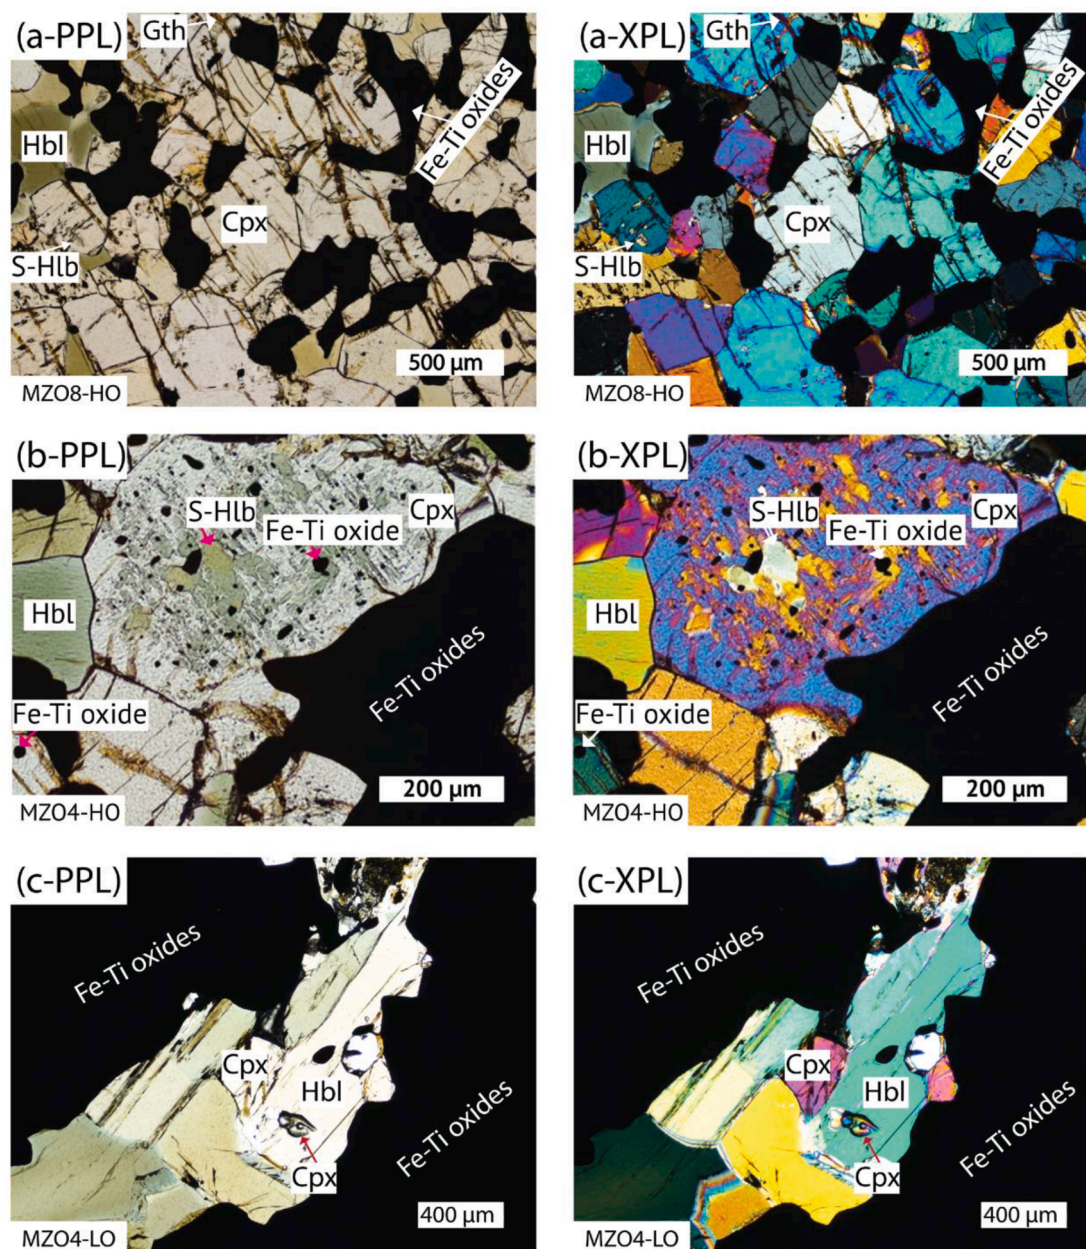 (a-PPL)
Gth
Fe-Ti oxides
Hbl
Cpx
S-Hlb
500 µm
MZO8-HO
(a-XPL)
Gth
Fe-Ti oxides
Hbl
Cpx
S-Hlb
500 µm
MZO8-HO
(b-PPL)
S-Hlb
Cpx
Fe-Ti oxide
Hbl
Fe-Ti oxides
Fe-Ti oxide
200 µm
MZO4-HO
(b-XPL)
S-Hlb
Cpx
Fe-Ti oxide
Hbl
Fe-Ti oxides
Fe-Ti oxide
200 µm
MZO4-HO
(c-PPL)
Fe-Ti oxides
Cpx
Hbl
Fe-Ti oxides
Cpx
400 µm
MZO4-LO
(c-XPL)
Fe-Ti oxides
Cpx
Hbl
Fe-Ti oxides
Cpx
400 µm
MZO4-LO